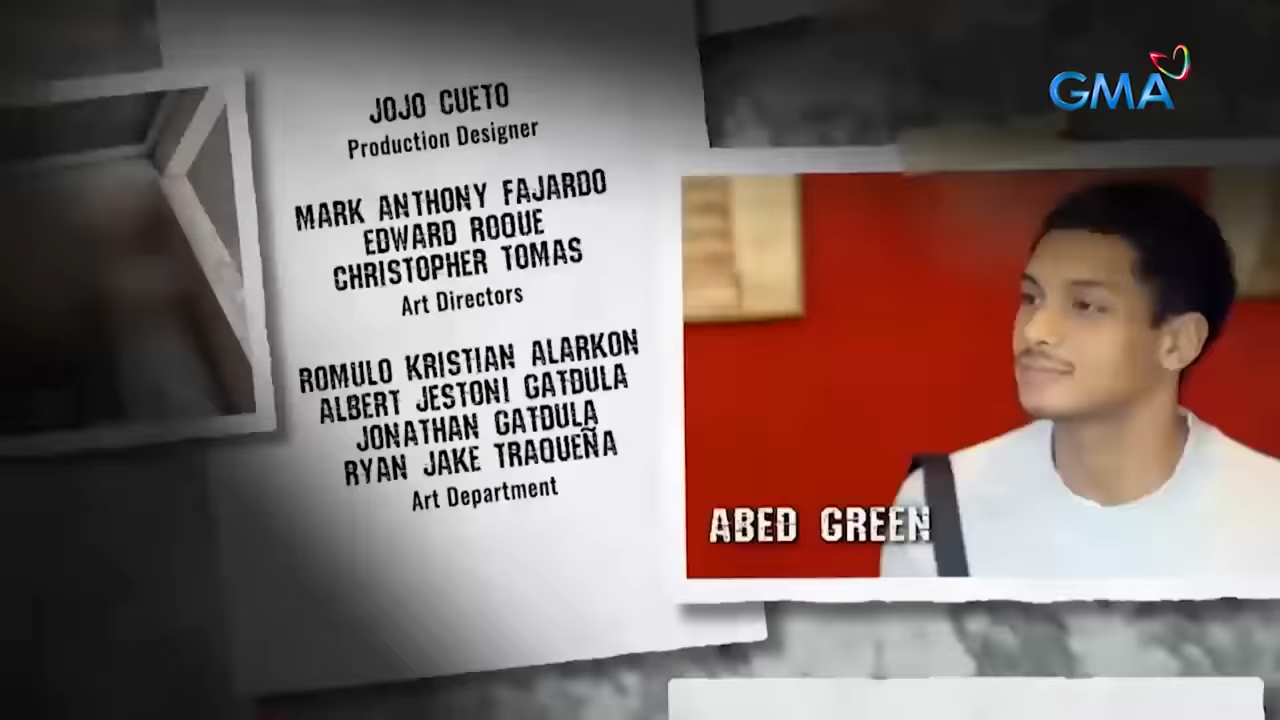 JOJO CUETO
Production Designer
MARK ANTHONY FAJARDO
EDWARD ROQUE
CHRISTOPHER TOMAS
Art Directors
ROMULO KRISTIAN ALARKON
ALBERT JESTONI GATDULA
JONATHAN GATDULA
RYAN JAKE TRAQUEÑA
Art Department
GMA
ABED GREEN